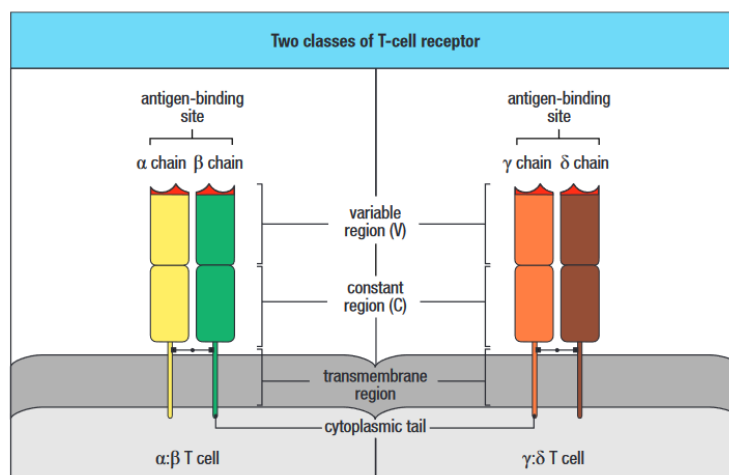 Two classes of T-cell receptor
antigen-binding
site
α chain β chain
antigen-binding
site
γ chain δ chain
variable
region (V)
constant
region (C)
transmembrane
region
cytoplasmic tail
α:β T cell
γ:δ T cell